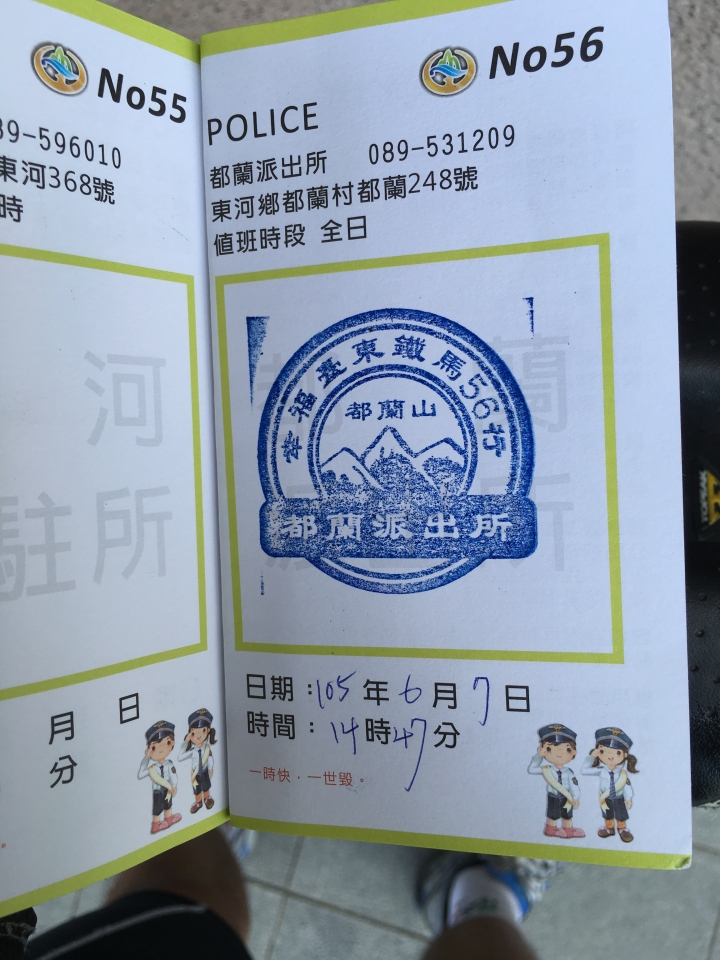 No55
89-596010
東河368號
時
河
駐所
月 日
分
No56
POLICE
都蘭派出所 089-531209
東河鄉都蘭村都蘭248號
值班時段 全日
幸福臺東鐵馬56行
都蘭山
都蘭派出所
日期：105年6月7日
時間：14時47分
一時快．一世毀。